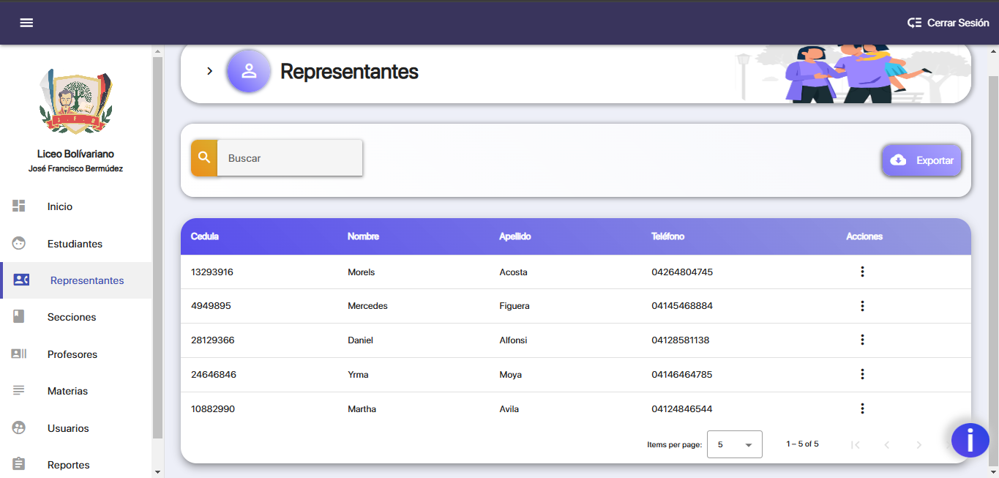 Cerrar Sesión
Liceo Bolívariano
José Francisco Bermúdez
Inicio
Estudiantes
Representantes
Secciones
Profesores
Materias
Usuarios
Reportes
Representantes
Buscar
Exportar
Cedula Nombre Apellido Teléfono Acciones
13293916 Morels Acosta 04264804745
4949895 Mercedes Figuera 04145468884
28129366 Daniel Alfonsi 04128581138
24646846 Yrma Moya 04146464785
10882990 Martha Avila 04124846544
Items per page: 5 1 – 5 of 5